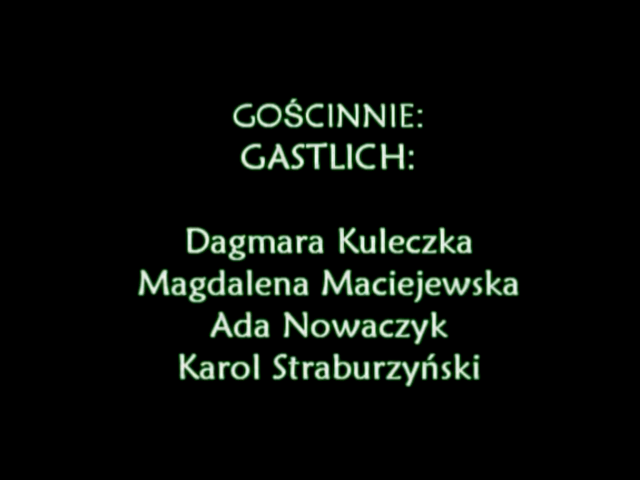 GOŚCINNIE:
GASTLICH:
Dagmara Kuleczka
Magdalena Maciejewska
Ada Nowaczyk
Karol Straburzyński